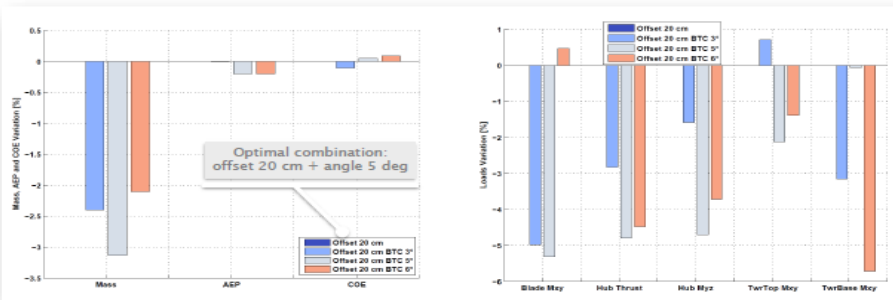 0.5
0
−0.5
−1
−1.5
−2
−2.5
−3
−3.5
Mass, AEP and COE Variation [%]
Optimal combination:
offset 20 cm + angle 5 deg
Offset 20 cm
Offset 20 cm BTC 3°
Offset 20 cm BTC 5°
Offset 20 cm BTC 6°
Mass AEP COE
1
0
−1
−2
−3
−4
−5
−6
Loads Variation [%]
Offset 20 cm
Offset 20 cm BTC 3°
Offset 20 cm BTC 5°
Offset 20 cm BTC 6°
Blade Mxy Hub Thrust Hub Myz TwrTop Mxy TwrBase Mxy